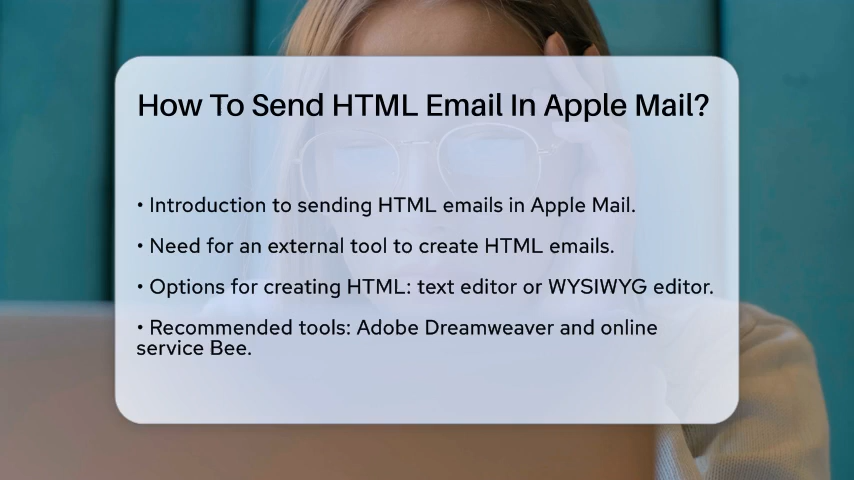 How To Send HTML Email In Apple Mail?
• Introduction to sending HTML emails in Apple Mail.
• Need for an external tool to create HTML emails.
• Options for creating HTML: text editor or WYSIWYG editor.
• Recommended tools: Adobe Dreamweaver and online
service Bee.